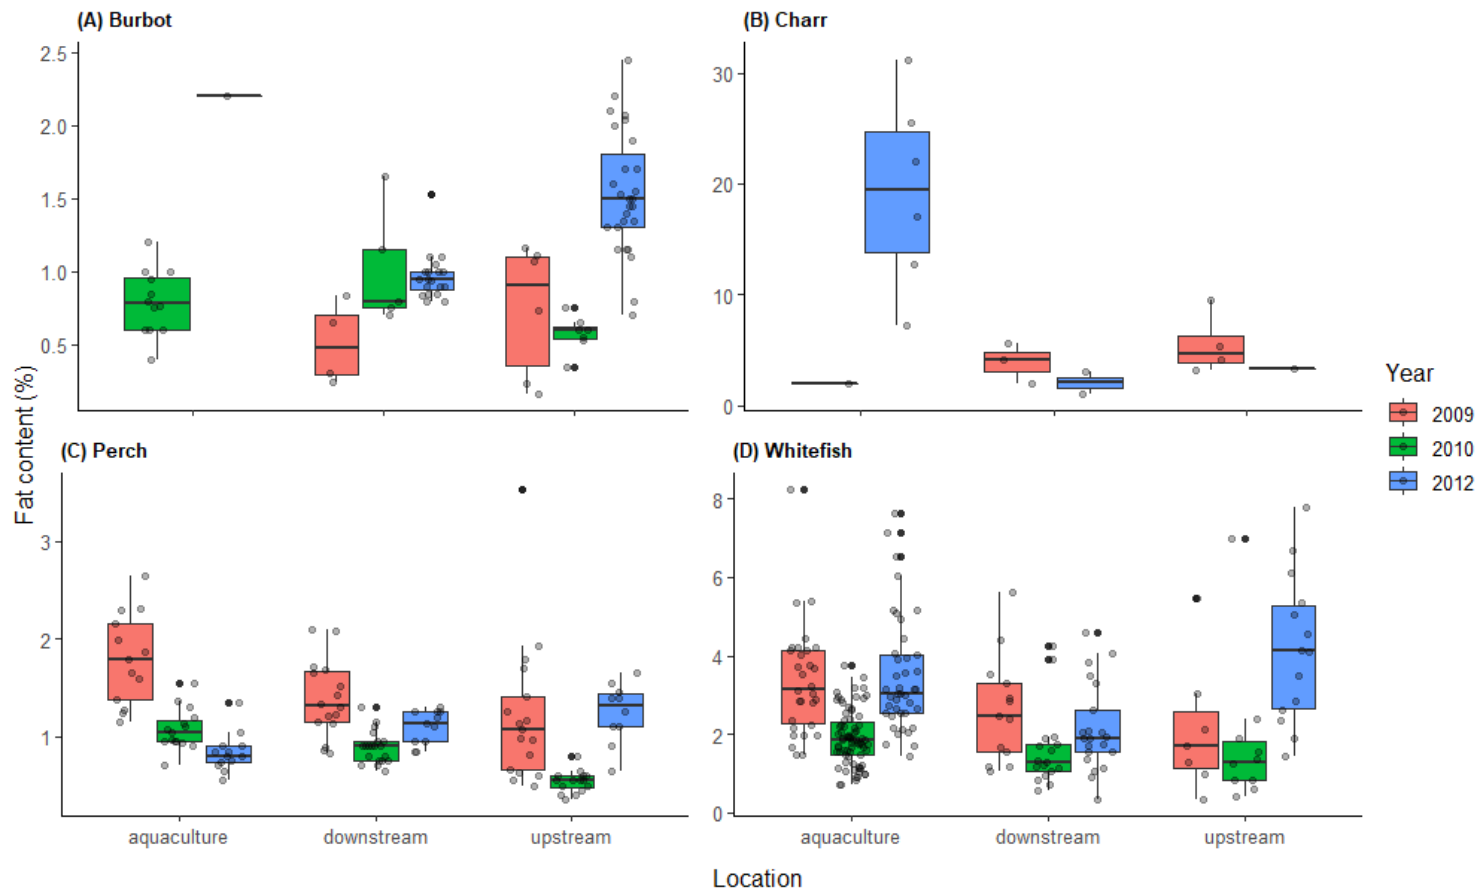 (A) Burbot
(B) Charr
2.5
2.0
1.5
1.0
0.5
30
20
10
0
Fat content (%)
(C) Perch
(D) Whitefish
3
2
1
8
6
4
2
0
aquaculture downstream upstream
aquaculture downstream upstream
Location
Year
2009
2010
2012